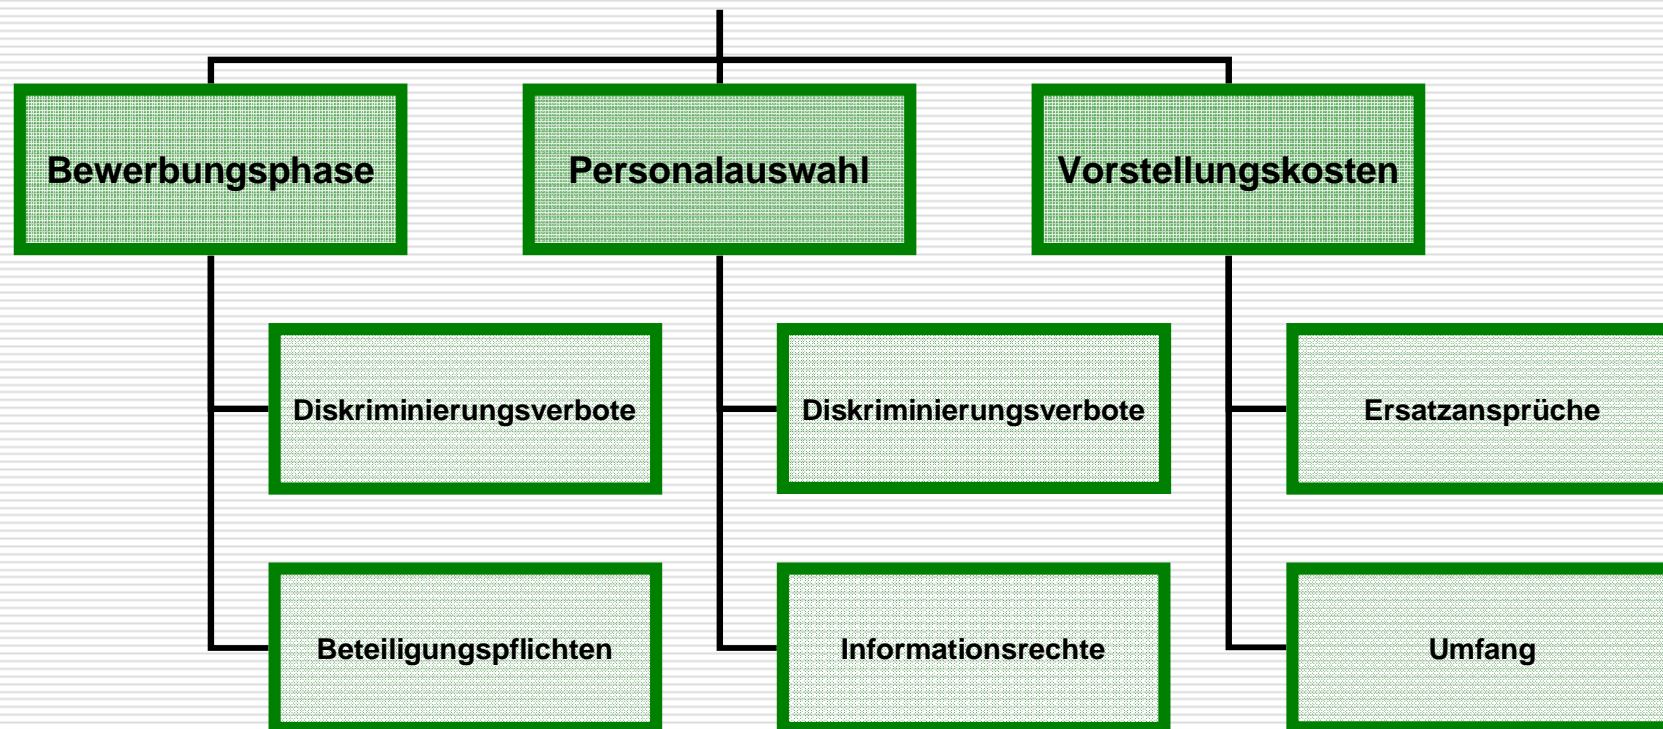 Bewerbungsphase
Personalauswahl
Vorstellungskosten
Diskriminierungsverbote
Diskriminierungsverbote
Ersatzansprüche
Beteiligungspflichten
Informationsrechte
Umfang